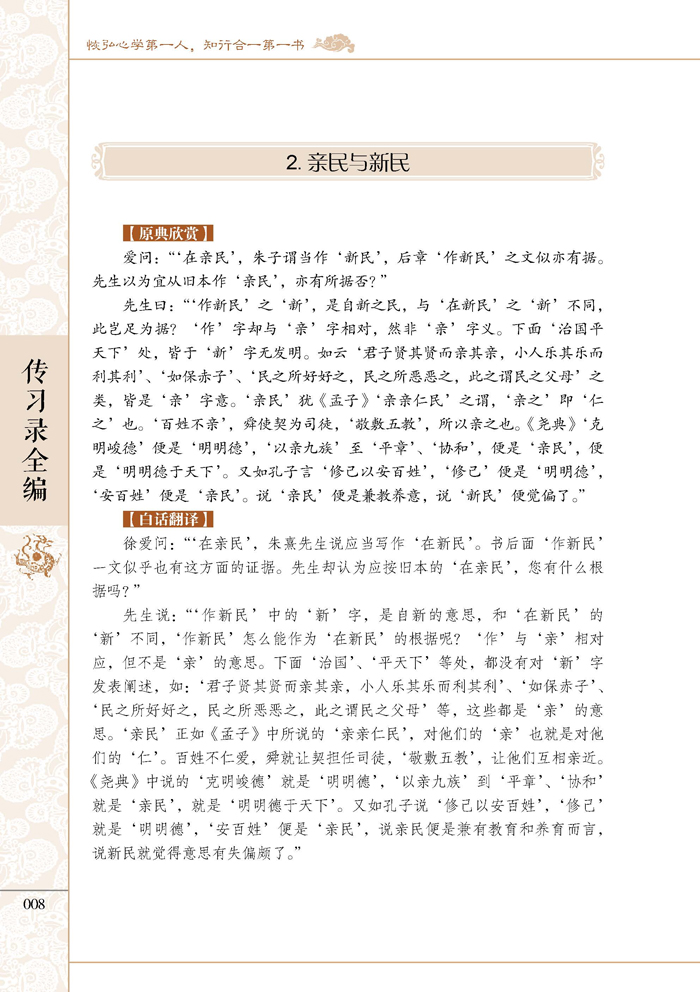 恢弘心学第一人，知行合一第一书
2. 亲民与新民
【原典欣赏】
爱问：“‘在亲民’，朱子谓当作‘新民’，后章‘作新民’之文似亦有据。
先生以为宜从旧本作‘亲民’，亦有所据否？”
先生曰：“‘作新民’之‘新’，是自新之民，与‘在新民’之‘新’不同，
此岂足为据？‘作’字却与‘亲’字相对，然非‘亲’字义。下面‘治国平
天下’处，皆于‘新’字无发明。如云‘君子贤其贤而亲其亲，小人乐其乐而
利其利’、‘如保赤子’、‘民之所好好之，民之所恶恶之，此之谓民之父母’之
类，皆是‘亲’字意。‘亲民’犹《孟子》‘亲亲仁民’之谓，‘亲之’即‘仁
之’也。‘百姓不亲’，舜使契为司徒，‘敬敷五教’，所以亲之也。《尧典》‘克
明峻德’便是‘明明德’，‘以亲九族’至‘平章’、‘协和’，便是‘亲民’，便
是‘明明德于天下’。又如孔子言‘修己以安百姓’，‘修己’便是‘明明德’，
‘安百姓’便是‘亲民’。说‘亲民’便是兼教养意，说‘新民’便觉偏了。”
【白话翻译】
徐爱问：“‘在亲民’，朱熹先生说应当写作‘在新民’。书后面‘作新民’
一文似乎也有这方面的证据。先生却认为应按旧本的‘在亲民’，您有什么根
据吗？”
先生说：“‘作新民’中的‘新’字，是自新的意思，和‘在新民’的
‘新’不同，‘作新民’怎么能作为‘在新民’的根据呢？‘作’与‘亲’相对
应，但不是‘亲’的意思。下面‘治国’、‘平天下’等处，都没有对‘新’字
发表阐述，如：‘君子贤其贤而亲其亲，小人乐其乐而利其利’、‘如保赤子’、
‘民之所好好之，民之所恶恶之，此之谓民之父母’等，这些都是‘亲’的意
思。‘亲民’正如《孟子》中所说的‘亲亲仁民’，对他们的‘亲’也就是对他
们的‘仁’。百姓不仁爱，舜就让契担任司徒，‘敬敷五教’，让他们互相亲近。
《尧典》中说的‘克明峻德’就是‘明明德’，‘以亲九族’到‘平章’、‘协和’
就是‘亲民’，就是‘明明德于天下’。又如孔子说‘修己以安百姓’，‘修己’
就是‘明明德’，‘安百姓’便是‘亲民’，说亲民便是兼有教育和养育而言，
说新民就觉得意思有失偏颇了。”
传习录全编
008